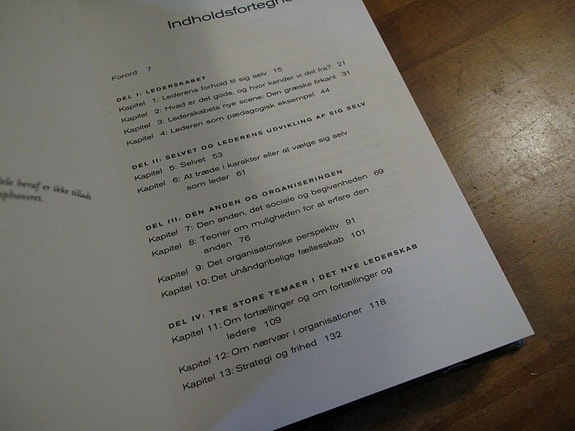 dele heraf er ikke tillade
Indholdsfortegne
Forord 7
DEL I: LEDERSKABET
Kapitel 1: Lederens forhold til sig selv 15
Kapitel 2: Hvad er det gode, og hvor kender vi det fra? 21
Kapitel 3: Lederskabets nye scene: Den græske firkant 31
Kapitel 4: Lederen som pædagogisk eksempel 44
DEL II: SELVET OG LEDERENS UDVIKLING AF SIG SELV
Kapitel 5: Selvet 53
Kapitel 6: At træde i karakter eller at vælge sig selv
som leder 61
DEL III: DEN ANDEN OG ORGANISERINGEN
Kapitel 7: Den anden, det sociale og begivenheden 69
Kapitel 8: Teorier om muligheden for at erfare den
anden 76
Kapitel 9: Det organisatoriske perspektiv 91
Kapitel 10: Det uhåndgribelige fællesskab 101
DEL IV: TRE STORE TEMAER I DET NYE LEDERSKAB
Kapitel 11: Om fortællinger og om fortællinger og
ledere 109
Kapitel 12: Om nærvær i organisationer 118
Kapitel 13: Strategi og frihed 132